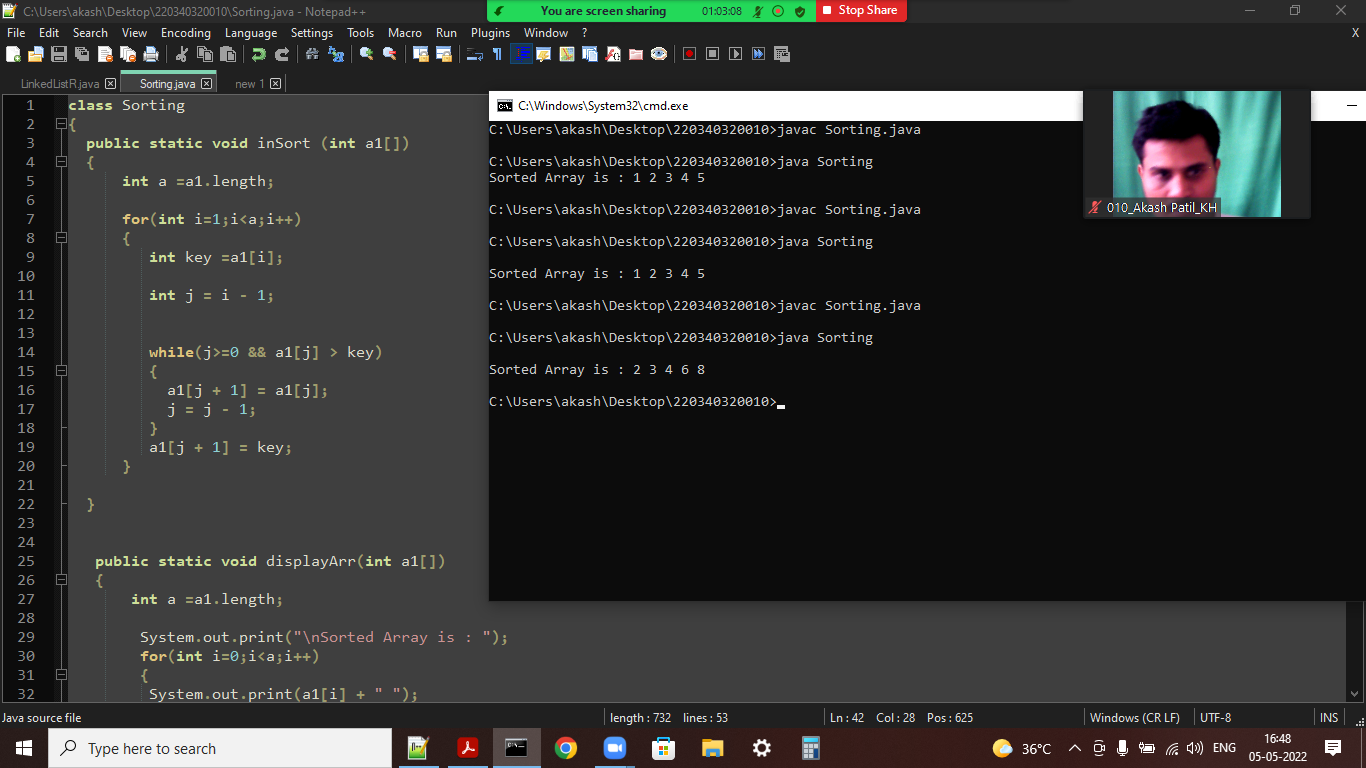 C:\Users\akash\Desktop\220340320010\Sorting.java - Notepad++
You are screen sharing 01:03:08 Stop Share
File Edit Search View Encoding Language Settings Tools Macro Run Plugins Window ? X
LinkedListR.java Sorting.java new 1
1 class Sorting
2 {
3 public static void inSort (int a1[])
4 {
5 int a =a1.length;
6
7 for(int i=1;i<a;i++)
8 {
9 int key =a1[i];
10
11 int j = i - 1;
12
13
14 while(j>=0 && a1[j] > key)
15 {
16 a1[j + 1] = a1[j];
17 j = j - 1;
18 }
19 a1[j + 1] = key;
20 }
21
22 }
23
24
25 public static void displayArr(int a1[])
26 {
27 int a =a1.length;
28
29 System.out.print("\nSorted Array is : ");
30 for(int i=0;i<a;i++)
31 {
32 System.out.print(a1[i] + " ");
C:\Windows\System32\cmd.exe
C:\Users\akash\Desktop\220340320010>javac Sorting.java
C:\Users\akash\Desktop\220340320010>java Sorting
Sorted Array is : 1 2 3 4 5
C:\Users\akash\Desktop\220340320010>javac Sorting.java
C:\Users\akash\Desktop\220340320010>java Sorting
Sorted Array is : 1 2 3 4 5
C:\Users\akash\Desktop\220340320010>javac Sorting.java
C:\Users\akash\Desktop\220340320010>java Sorting
Sorted Array is : 2 3 4 6 8
C:\Users\akash\Desktop\220340320010>
010_Akash Patil_KH
Java source file length : 732 lines : 53 Ln : 42 Col : 28 Pos : 625 Windows (CR LF) UTF-8 INS
Type here to search
36°C
ENG
16:48
05-05-2022